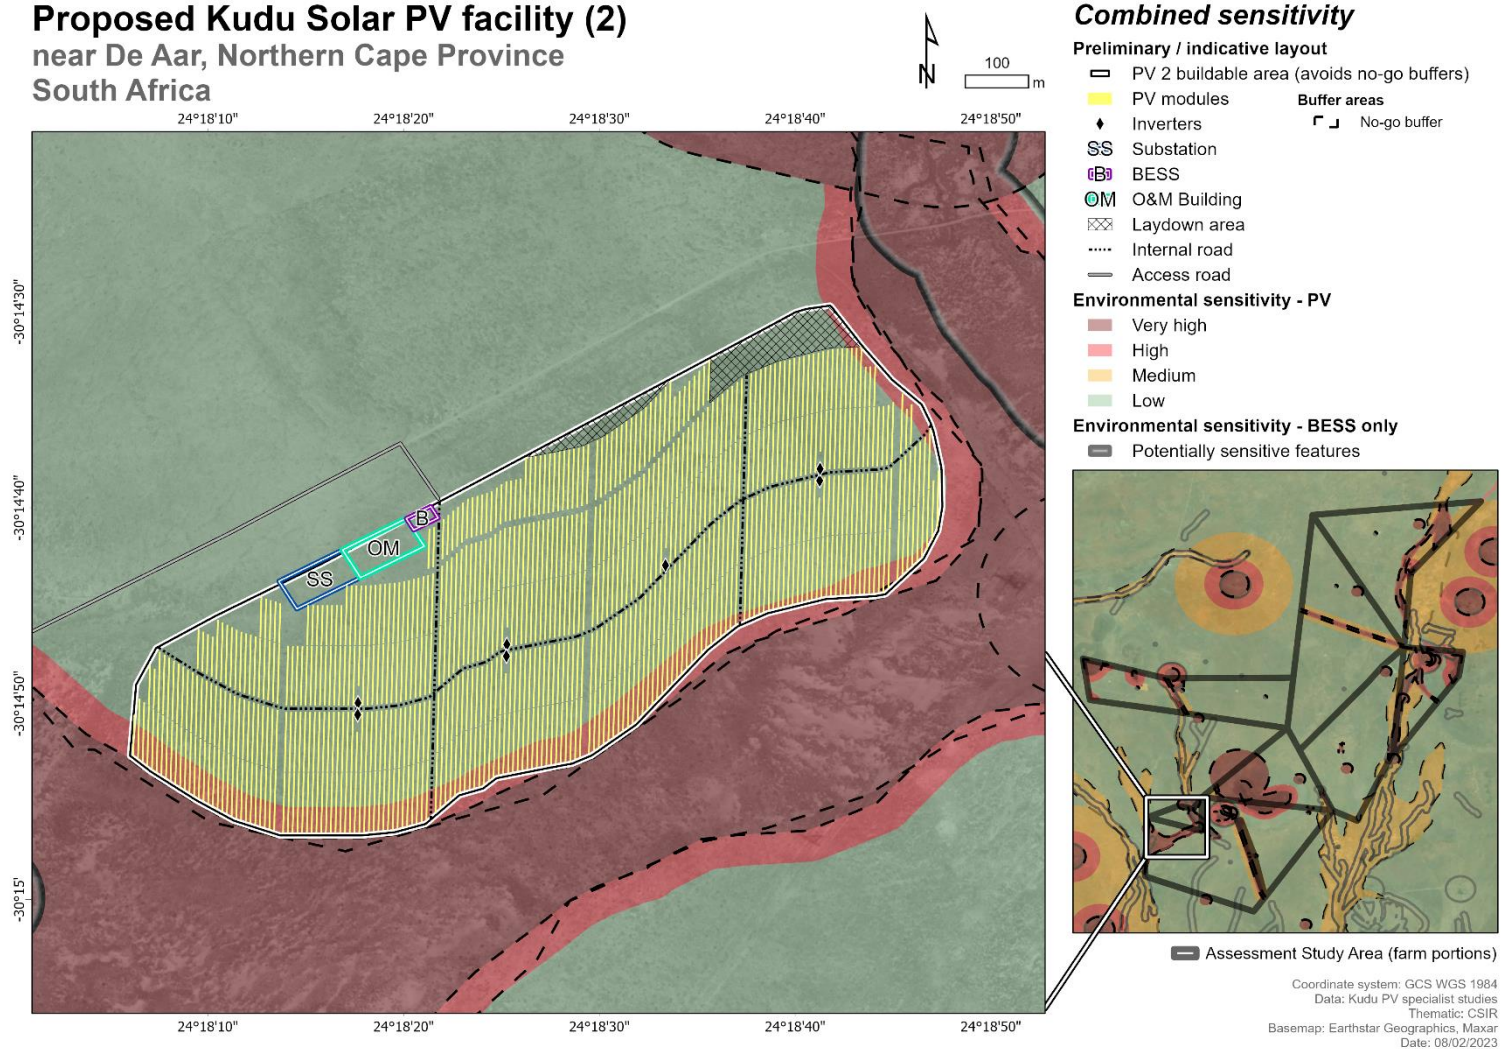 Proposed Kudu Solar PV facility (2)
near De Aar, Northern Cape Province
South Africa
N
100
m
24°18'10"
24°18'20"
24°18'30"
24°18'40"
24°18'50"
-30°14'30"
-30°14'40"
-30°14'50"
-30°15'
B
OM
SS
24°18'10"
24°18'20"
24°18'30"
24°18'40"
24°18'50"
Combined sensitivity
Preliminary / indicative layout
PV 2 buildable area (avoids no-go buffers)
PV modules
Buffer areas
Inverters
No-go buffer
SS Substation
B BESS
OM O&M Building
Laydown area
Internal road
Access road
Environmental sensitivity - PV
Very high
High
Medium
Low
Environmental sensitivity - BESS only
Potentially sensitive features
Assessment Study Area (farm portions)
Coordinate system: GCS WGS 1984
Data: Kudu PV specialist studies
Thematic: CSIR
Basemap: Earthstar Geographics, Maxar
Date: 08/02/2023